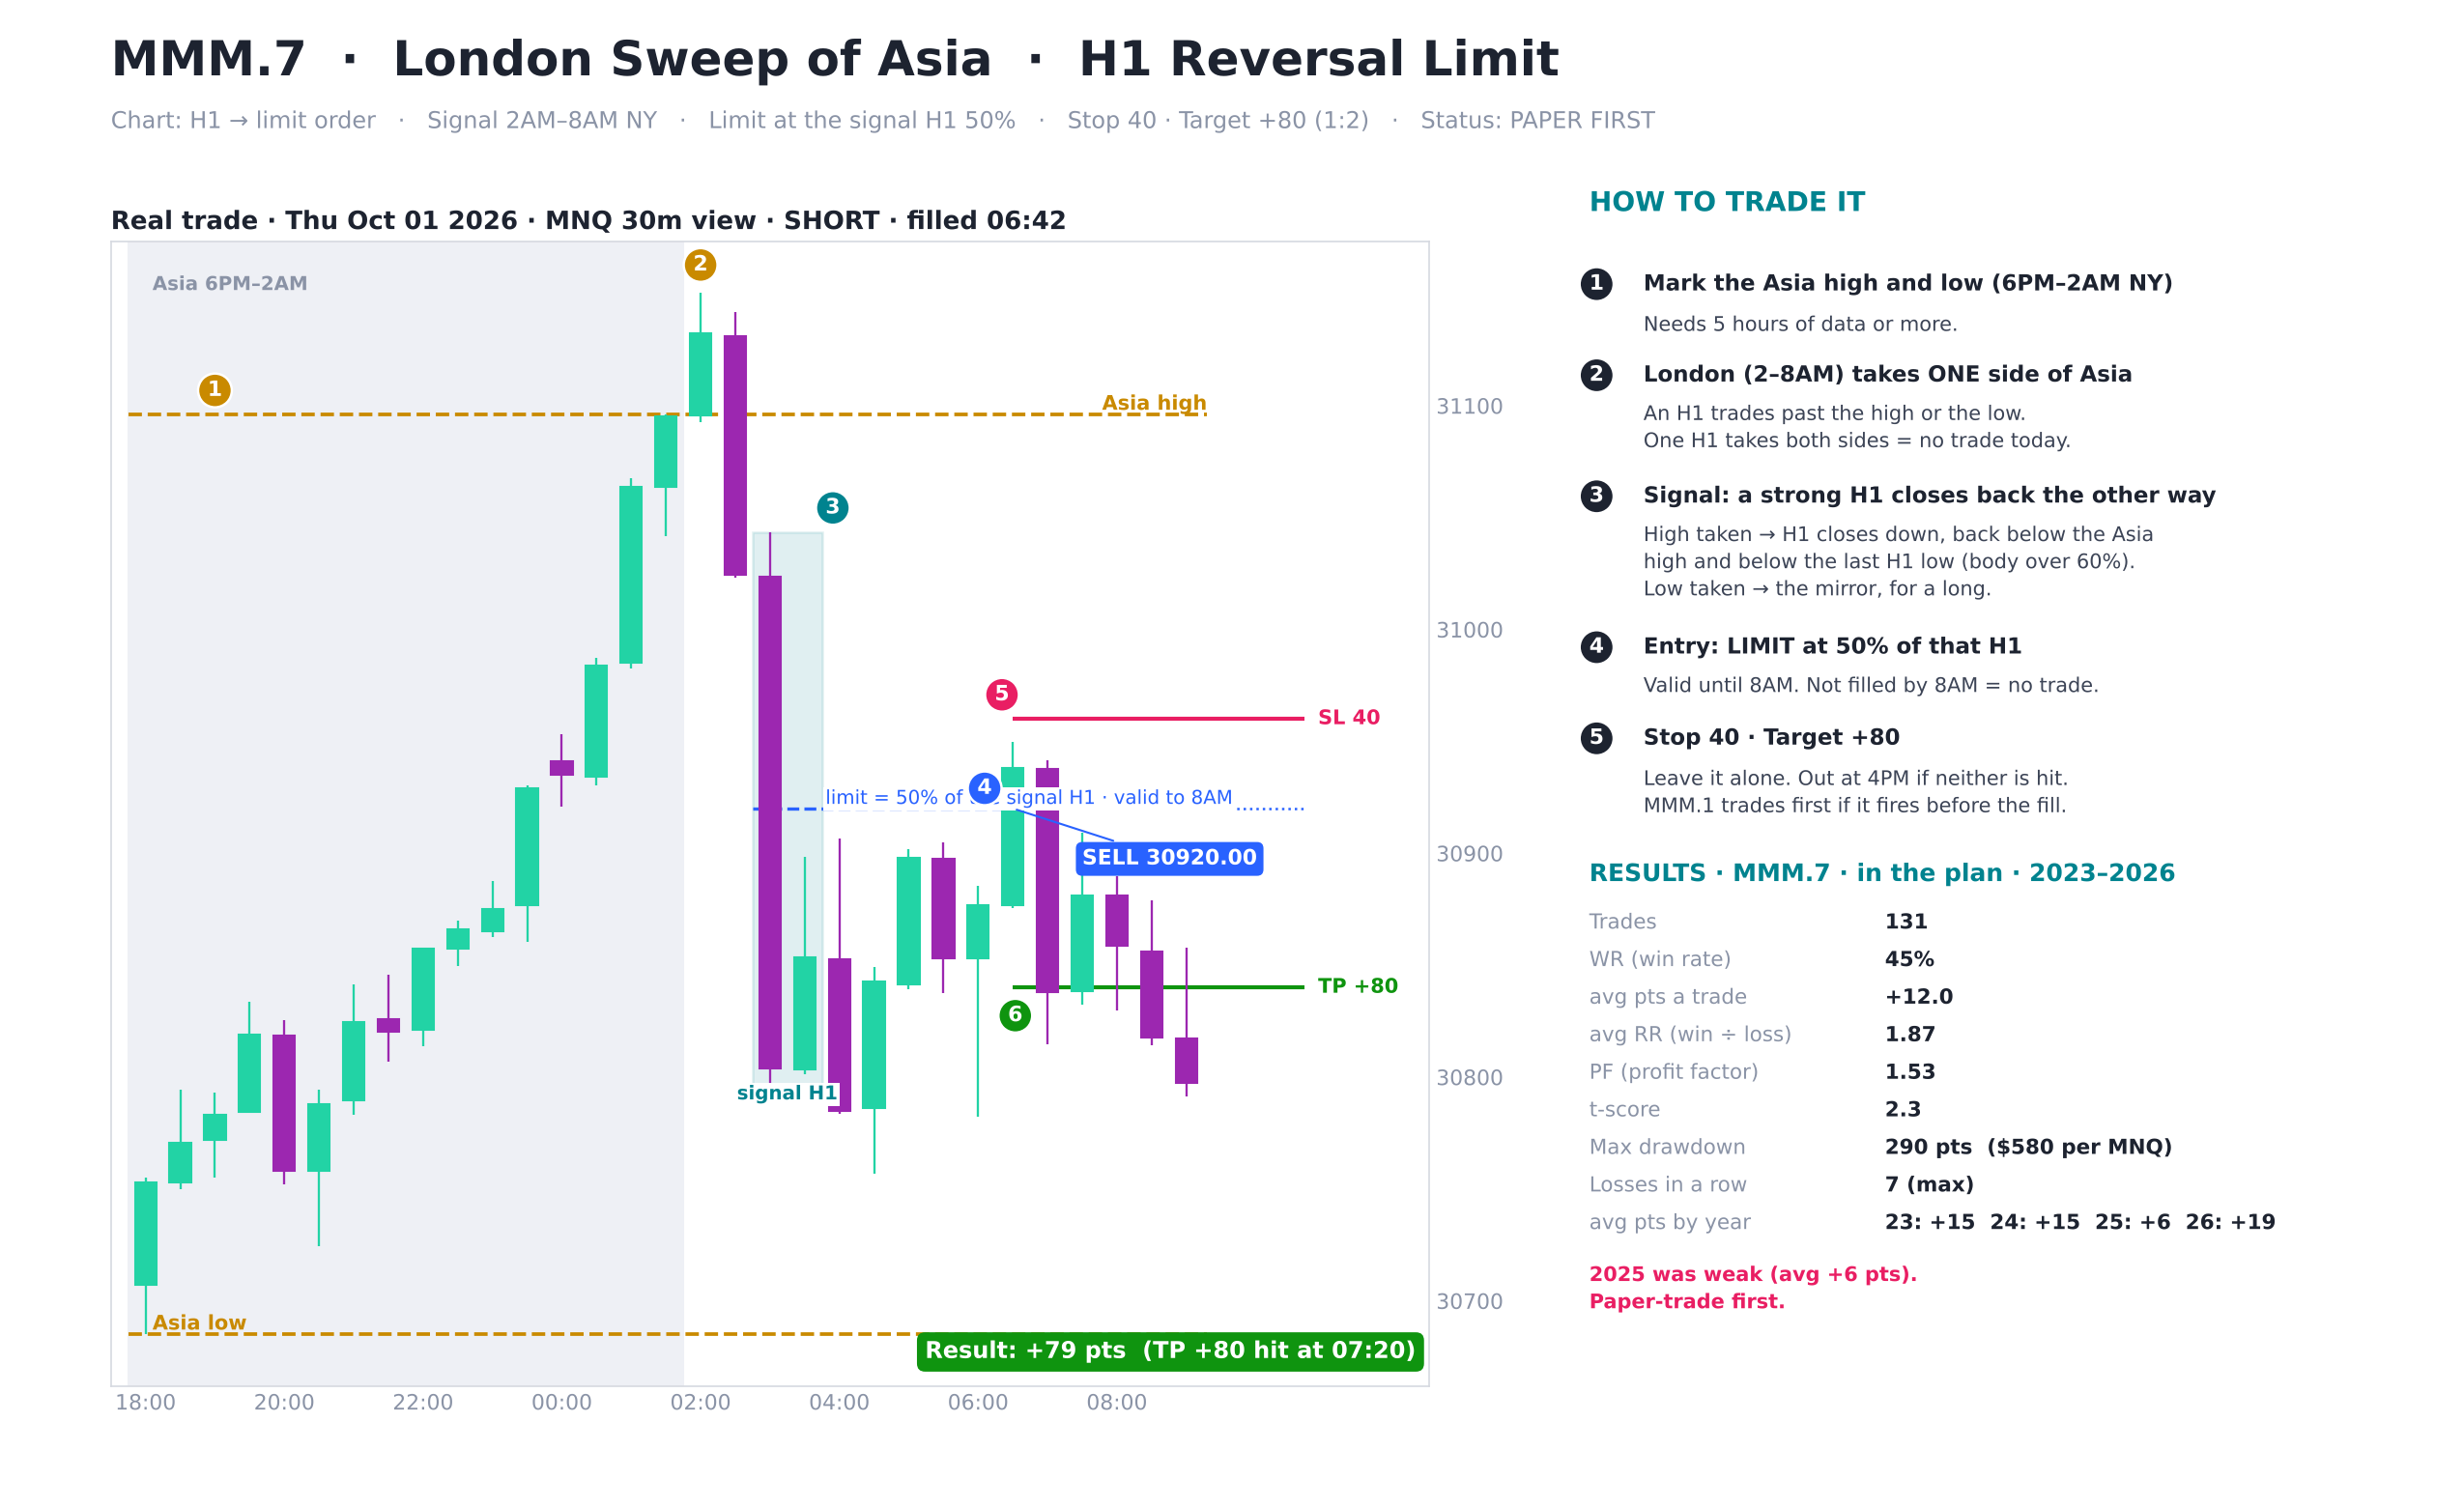 MMM.7 · London Sweep of Asia · H1 Reversal Limit
Chart: H1 → limit order · Signal 2AM–8AM NY · Limit at the signal H1 50% · Stop 40 · Target +80 (1:2) · Status: PAPER FIRST
Real trade · Thu Oct 01 2026 · MNQ 30m view · SHORT · filled 06:42
Asia 6PM–2AM
2
1
Asia high
3
5
SL 40
4
limit = 50% of signal H1 · valid to 8AM
SELL 30920.00
TP +80
6
signal H1
Asia low
Result: +79 pts (TP +80 hit at 07:20)
31100
31000
30900
30800
30700
18:00 20:00 22:00 00:00 02:00 04:00 06:00 08:00
HOW TO TRADE IT
1 Mark the Asia high and low (6PM–2AM NY)
Needs 5 hours of data or more.
2 London (2–8AM) takes ONE side of Asia
An H1 trades past the high or the low.
One H1 takes both sides = no trade today.
3 Signal: a strong H1 closes back the other way
High taken → H1 closes down, back below the Asia
high and below the last H1 low (body over 60%).
Low taken → the mirror, for a long.
4 Entry: LIMIT at 50% of that H1
Valid until 8AM. Not filled by 8AM = no trade.
5 Stop 40 · Target +80
Leave it alone. Out at 4PM if neither is hit.
MMM.1 trades first if it fires before the fill.
RESULTS · MMM.7 · in the plan · 2023–2026
Trades 131
WR (win rate) 45%
avg pts a trade +12.0
avg RR (win ÷ loss) 1.87
PF (profit factor) 1.53
t-score 2.3
Max drawdown 290 pts ($580 per MNQ)
Losses in a row 7 (max)
avg pts by year 23: +15 24: +15 25: +6 26: +19
2025 was weak (avg +6 pts).
Paper-trade first.